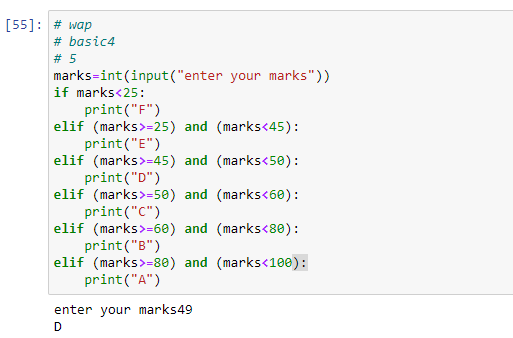 [55]: # wap
# basic4
# 5
marks=int(input("enter your marks"))
if marks<25:
    print("F")
elif (marks>=25) and (marks<45):
    print("E")
elif (marks>=45) and (marks<50):
    print("D")
elif (marks>=50) and (marks<60):
    print("C")
elif (marks>=60) and (marks<80):
    print("B")
elif (marks>=80) and (marks<100):
    print("A")
enter your marks49
D